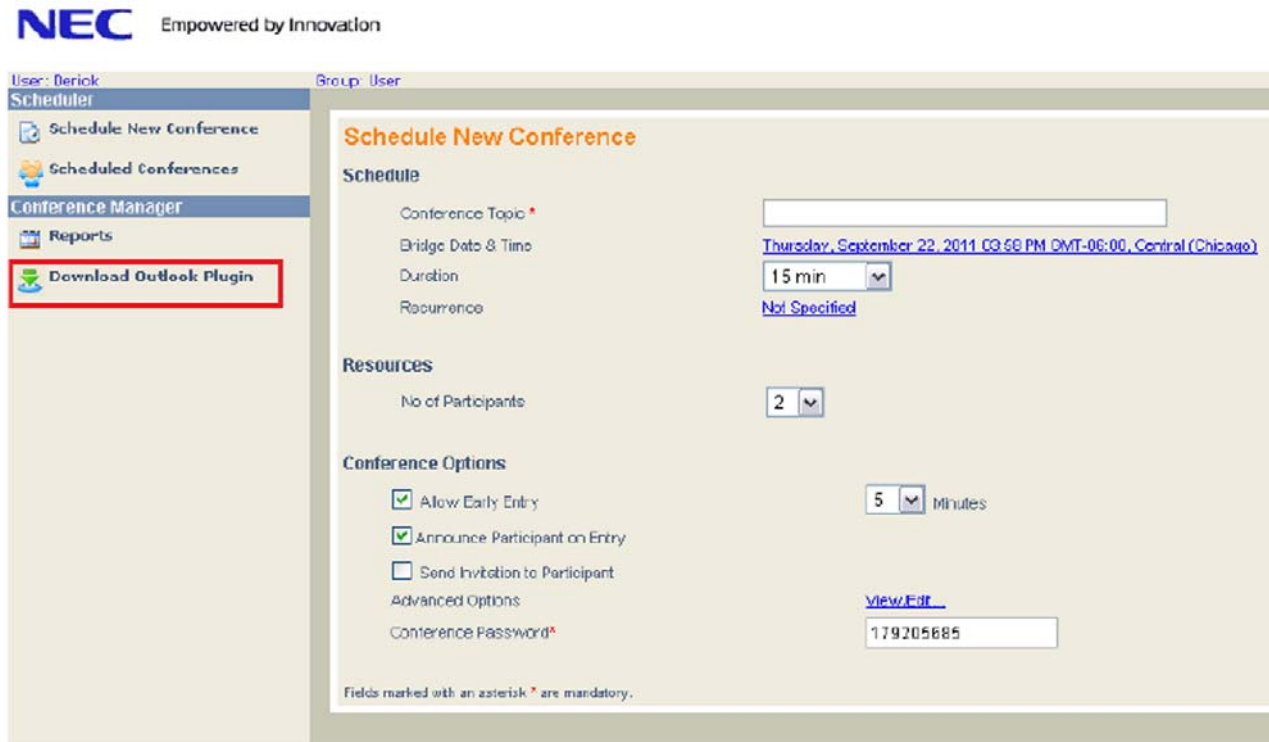 NEC Empowered by Innovation
User: Derick Group: User
Scheduler
Schedule New Conference
Scheduled Conferences
Conference Manager
Reports
Download Outlook Plugin
Schedule New Conference
Schedule
Conference Topic *
Bridge Date & Time Thursday, September 22, 2011 03:58 PM GMT-06:00, Central (Chicago)
Duration 15 min
Recurrence Not Specified
Resources
No of Participants 2
Conference Options
Allow Early Entry 5 Minutes
Announce Participant on Entry
Send Invitation to Participant
Advanced Options View/Edit...
Conference Password* 179205685
Fields marked with an asterisk * are mandatory.